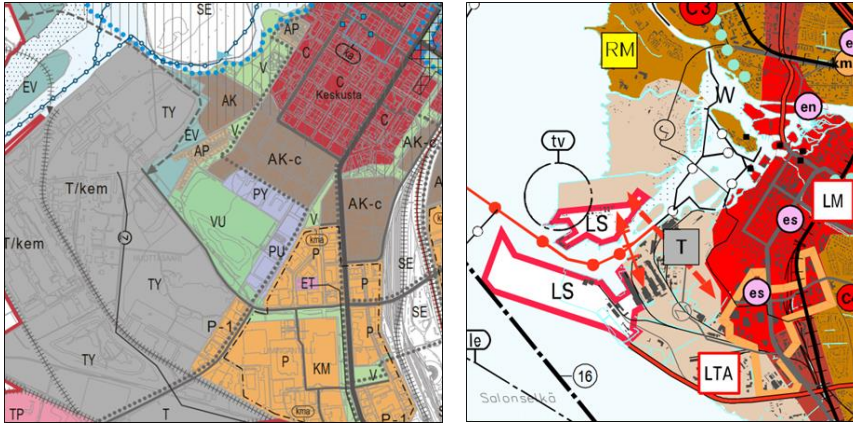 SE
AP
EV
TY
AK
V
C
ka
C
Keskusta
C
EV
V
AP
AK-c
A
T/kem
VU
PY
V
AK-c
T/kem
Z
PU
P
kma
ET
SE
TY
P-1
P
P
TY
KM
SE
V
kma
P-1
TP
T
C3
RM
e
km
W
en
tv
LS
es
LM
T
LS
es
C
le
LTA
16
Salonselkä